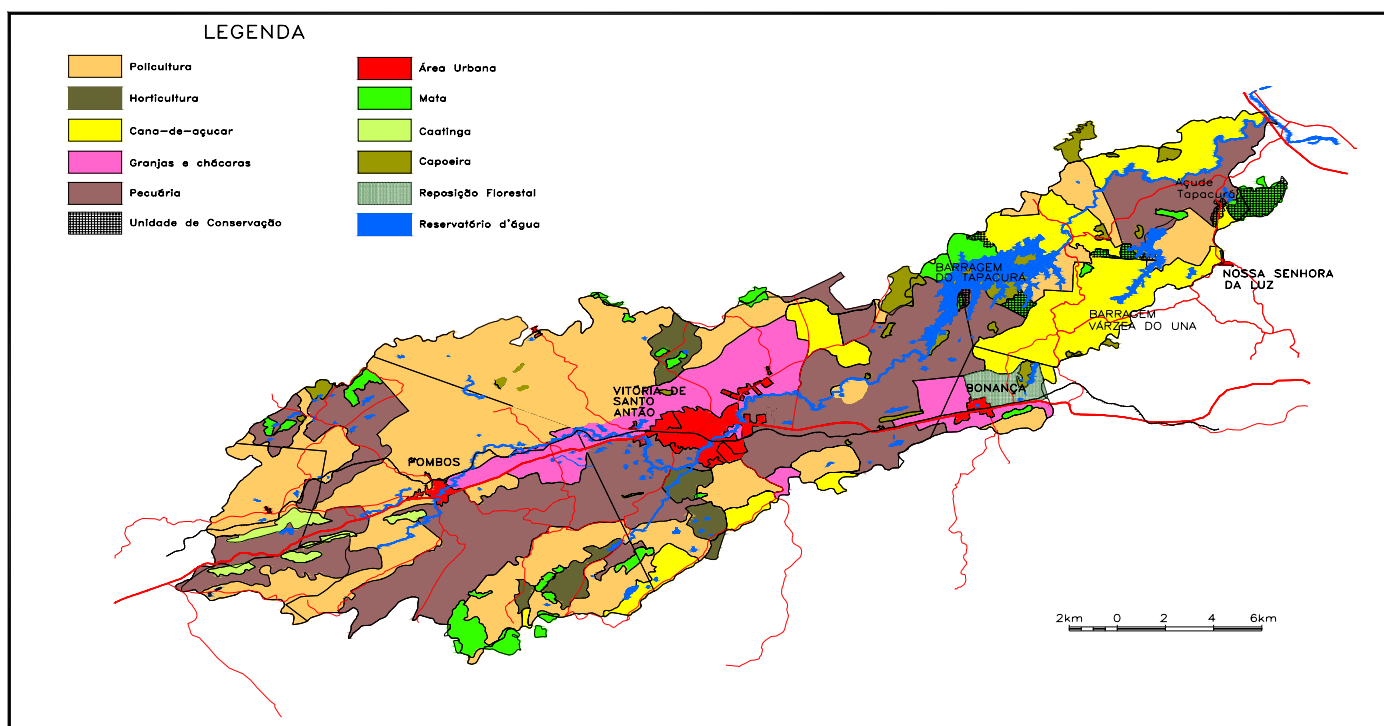 LEGENDA
Policultura
Horticultura
Cana-de-açucar
Granjas e chácaras
Pecuária
Unidade de Conservação
Área Urbana
Mata
Caatinga
Capoeira
Reposição Florestal
Reservatório d'água
Açude
Tapacurá
BARRAGEM
DO TAPACURÁ
NOSSA SENHORA
DA LUZ
BARRAGEM
VÁRZEA DO UNA
VITÓRIA DE
SANTO
ANTÃO
BONANÇA
POMBOS
2km 0 2 4 6km